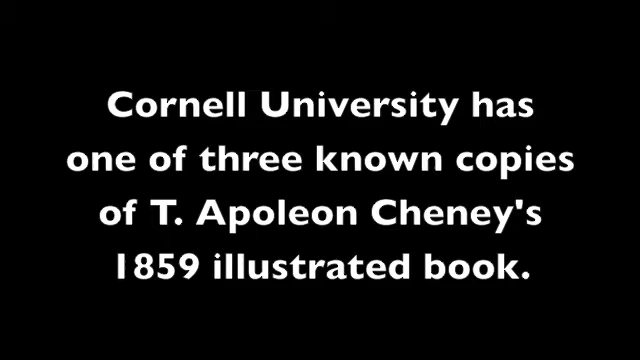 Cornell University has
one of three known copies
of T. Apoleon Cheney's
1859 illustrated book.